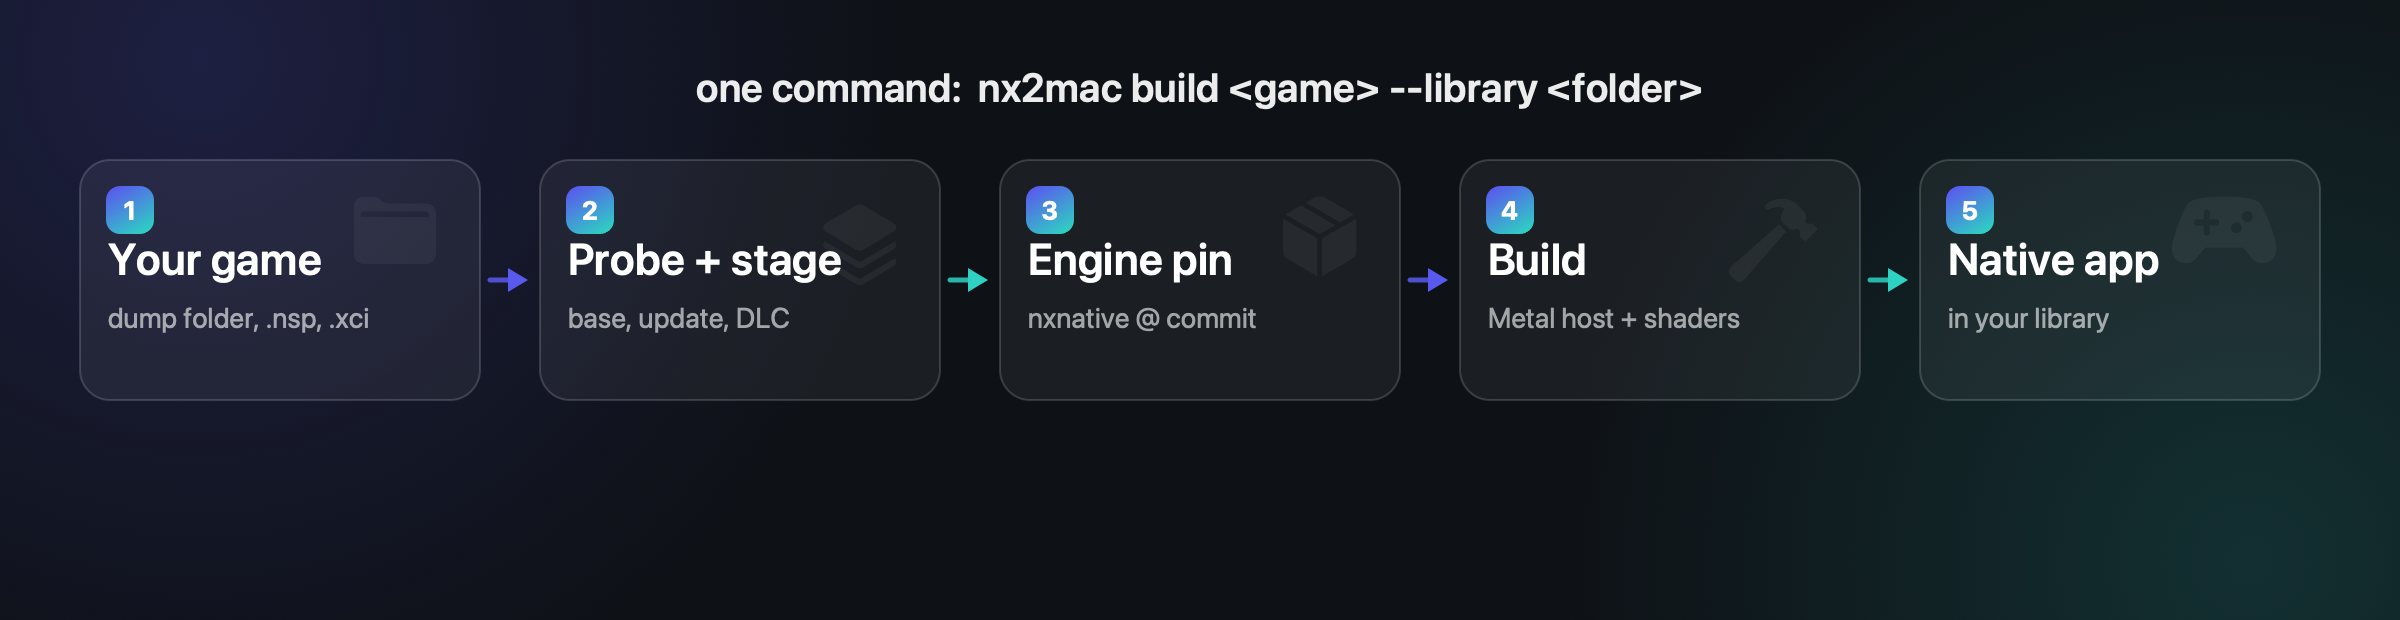 one command: nx2mac build <game> --library <folder>
1
Your game
dump folder, .nsp, .xci
2
Probe + stage
base, update, DLC
3
Engine pin
nxnative @ commit
4
Build
Metal host + shaders
5
Native app
in your library